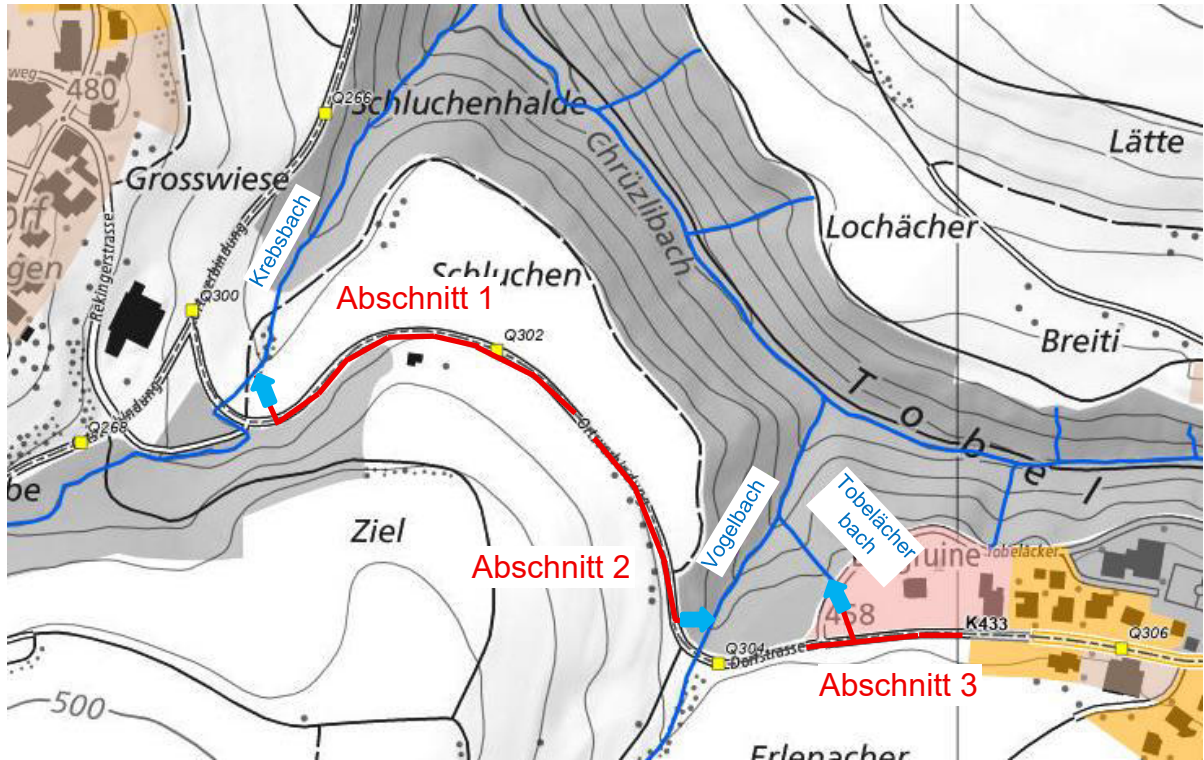 480
Q266
Schluchenhalde
Lätte
Grosswiese
Chrüzlibach
Krebsbach
Lochächer
Rekingerstrasse
Schluchen
Q300
Abschnitt 1
Q302
Breiti
Tobel
Q268
Ziel
Vogelbach
Tobelächer
bach
Abschnitt 2
Tobeläcker
K433
Q304
Dorfstrasse
Q306
Abschnitt 3
500
Erlenacher